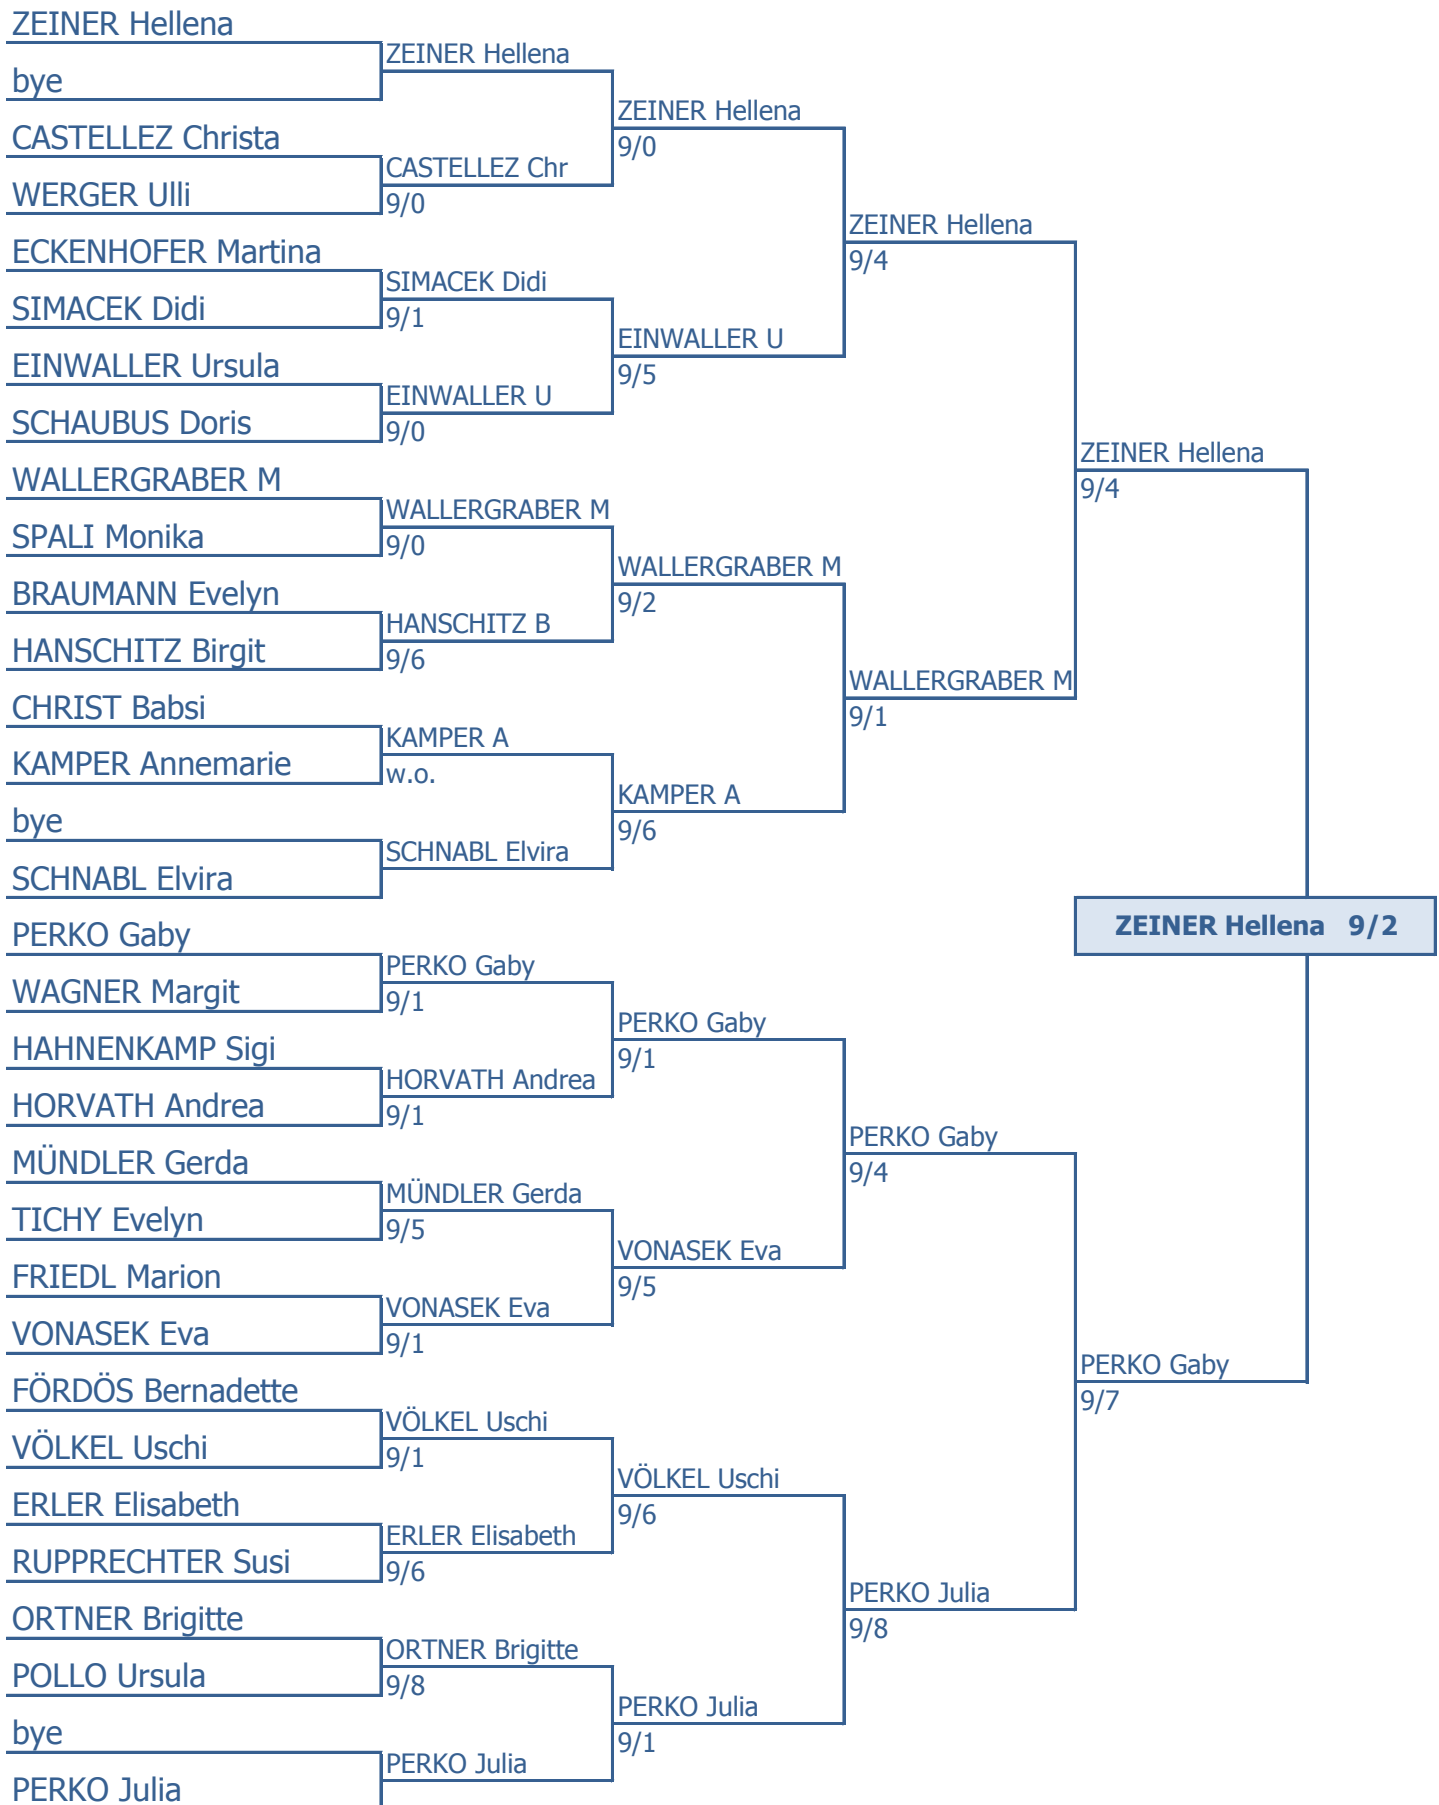 ZEINER Hellena
bye
CASTELLEZ Christa
WERGER Ulli
ECKENHOFER Martina
SIMACEK Didi
EINWALLER Ursula
SCHAUBUS Doris
WALLERGRABER M
SPALI Monika
BRAUMANN Evelyn
HANSCHITZ Birgit
CHRIST Babsi
KAMPER Annemarie
bye
SCHNABL Elvira
PERKO Gaby
WAGNER Margit
HAHNENKAMP Sigi
HORVATH Andrea
MÜNDLER Gerda
TICHY Evelyn
FRIEDL Marion
VONASEK Eva
FÖRDÖS Bernadette
VÖLKEL Uschi
ERLER Elisabeth
RUPPRECHTER Susi
ORTNER Brigitte
POLLO Ursula
bye
PERKO Julia
ZEINER Hellena
CASTELLEZ Chr
9/0
SIMACEK Didi
9/1
EINWALLER U
9/0
WALLERGRABER M
9/0
HANSCHITZ B
9/6
KAMPER A
w.o.
SCHNABL Elvira
PERKO Gaby
9/1
HORVATH Andrea
9/1
MÜNDLER Gerda
9/5
VONASEK Eva
9/1
VÖLKEL Uschi
9/1
ERLER Elisabeth
9/6
ORTNER Brigitte
9/8
PERKO Julia
ZEINER Hellena
9/0
EINWALLER U
9/5
WALLERGRABER M
9/2
KAMPER A
9/6
PERKO Gaby
9/1
VONASEK Eva
9/5
VÖLKEL Uschi
9/6
PERKO Julia
9/1
ZEINER Hellena
9/4
WALLERGRABER M
9/1
PERKO Gaby
9/4
PERKO Julia
9/8
ZEINER Hellena
9/4
PERKO Gaby
9/7
ZEINER Hellena 9/2